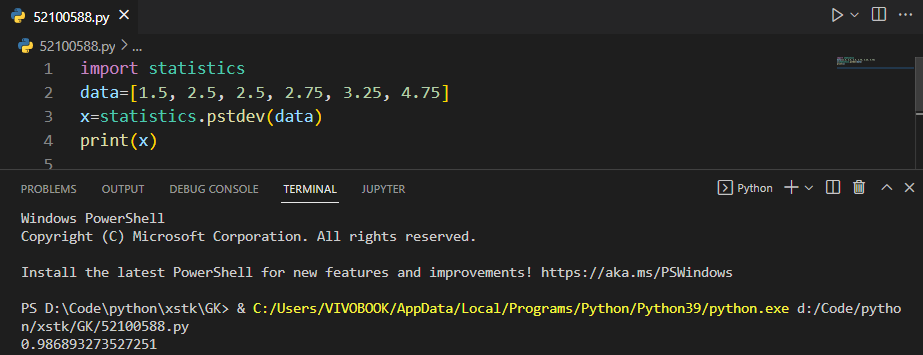 52100588.py
52100588.py > ...
1 import statistics
2 data=[1.5, 2.5, 2.5, 2.75, 3.25, 4.75]
3 x=statistics.pstdev(data)
4 print(x)
5
PROBLEMS OUTPUT DEBUG CONSOLE TERMINAL JUPYTER Python
Windows PowerShell
Copyright (C) Microsoft Corporation. All rights reserved.
Install the latest PowerShell for new features and improvements! https://aka.ms/PSWindows
PS D:\Code\python\xstk\GK> & C:/Users/VIVOBOOK/AppData/Local/Programs/Python/Python39/python.exe d:/Code/pytho
n/xstk/GK/52100588.py
0.986893273527251